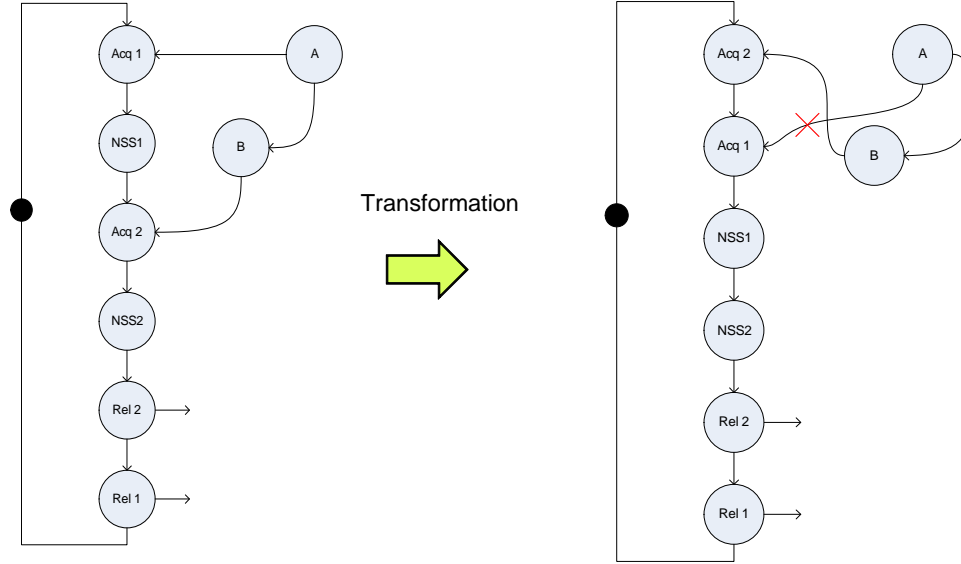 Acq 1
A
NSS1
B
Acq 2
NSS2
Rel 2
Rel 1
Transformation
Acq 2
A
Acq 1
B
NSS1
NSS2
Rel 2
Rel 1